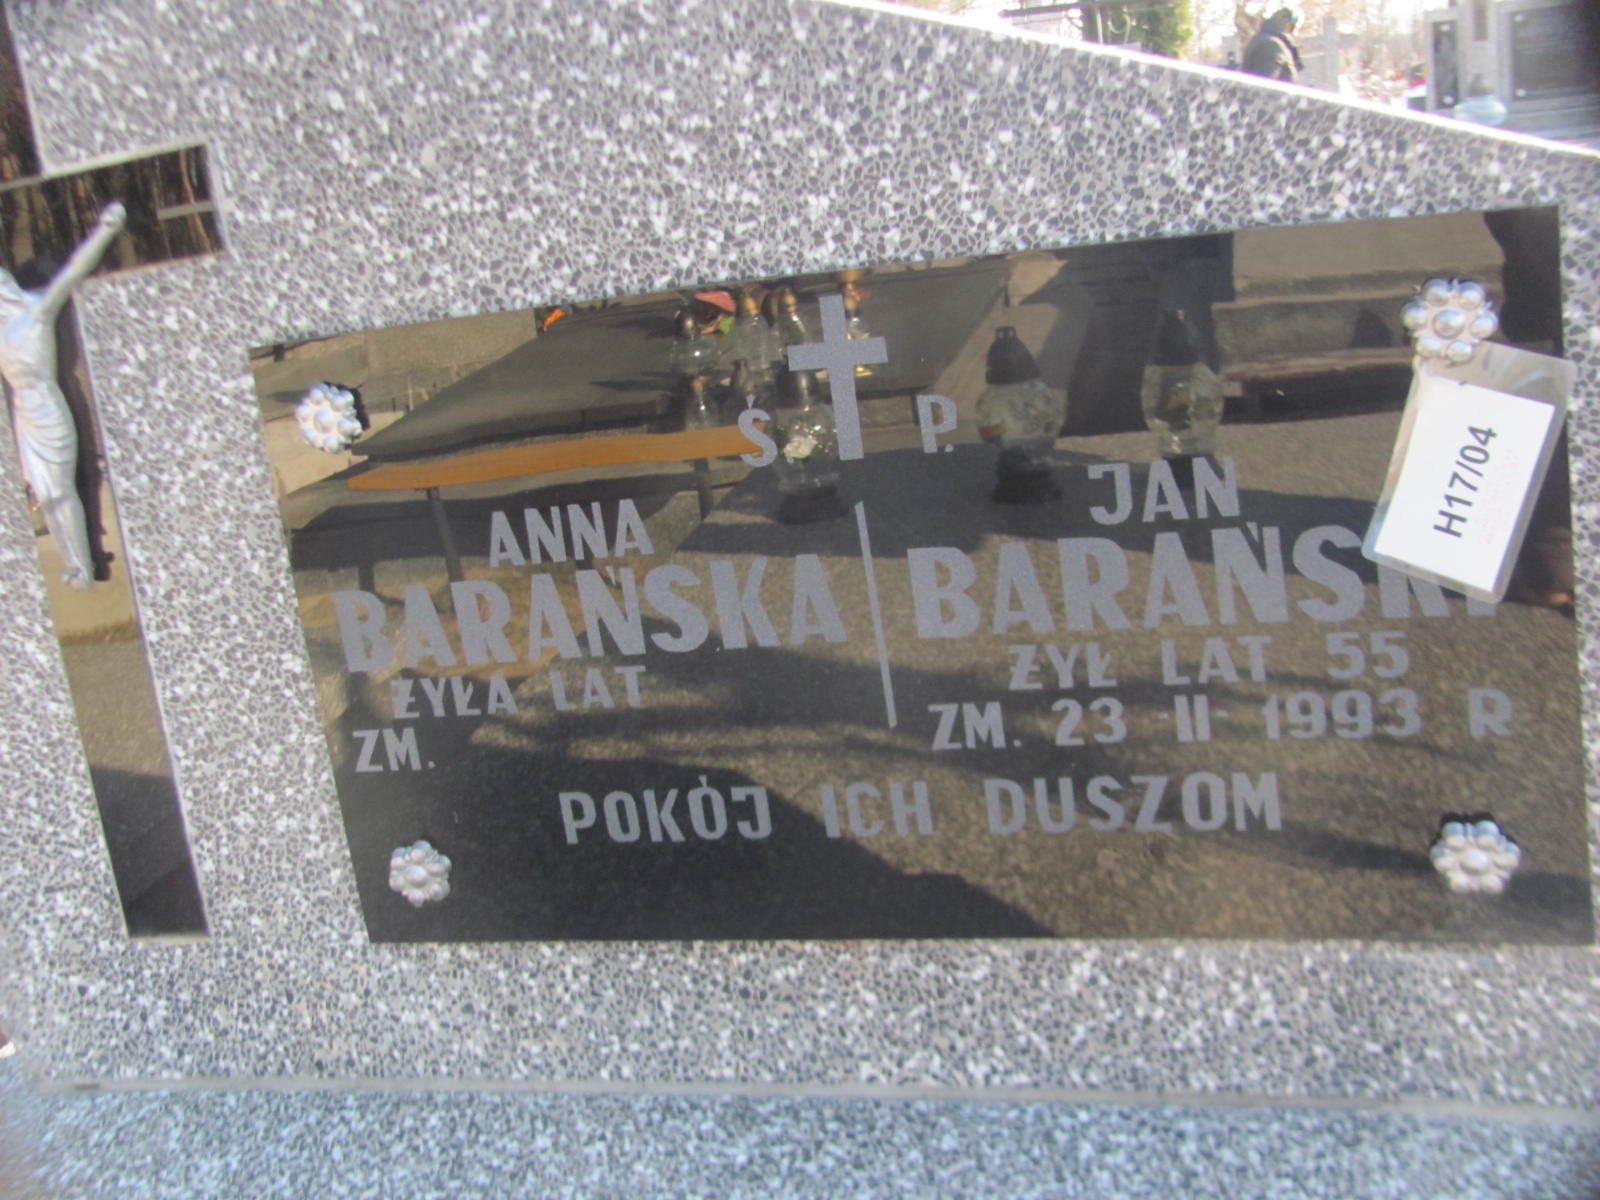 Ś P.
ANNA
BARAŃSKA
ŻYŁA LAT
ZM.
JAN
BARAŃSKI
ŻYŁ LAT 55
ZM. 23-II-1993 R
POKÓJ ICH DUSZOM
H17/04